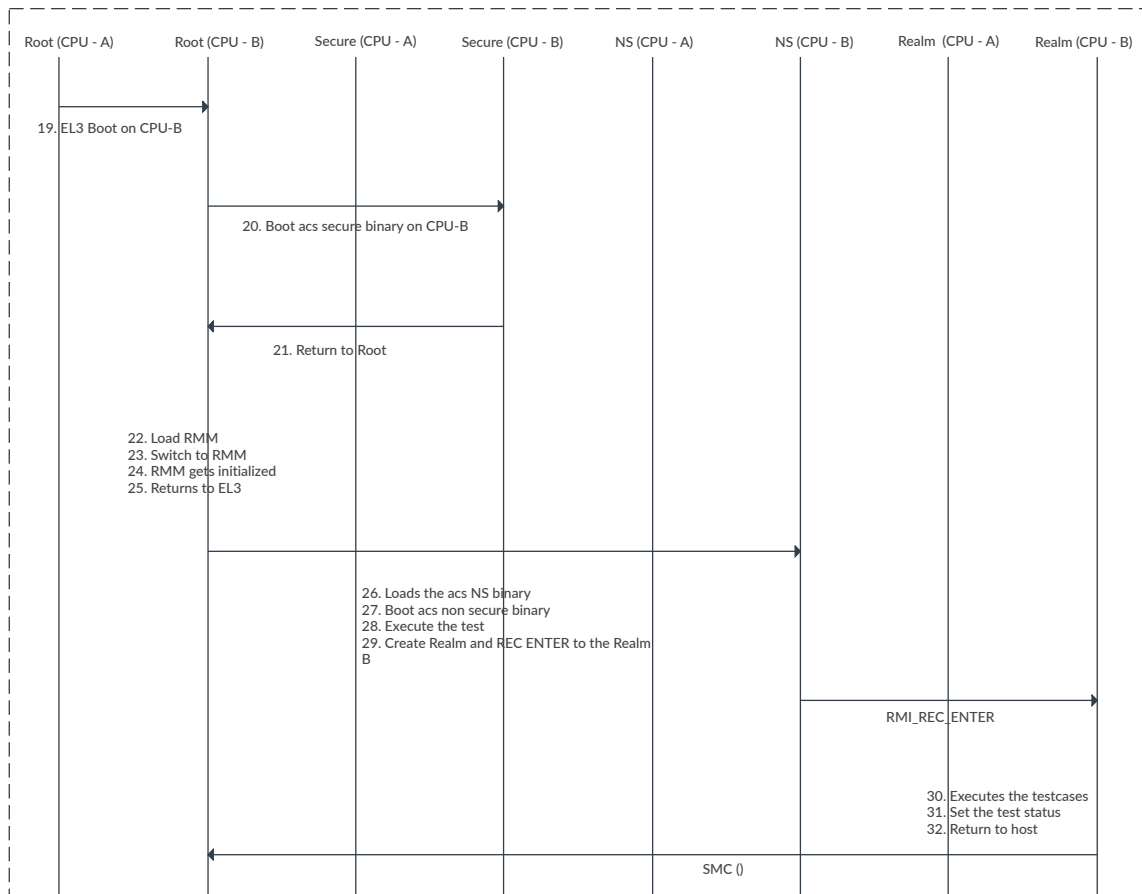 Root (CPU - A)
Root (CPU - B)
Secure (CPU - A)
Secure (CPU - B)
NS (CPU - A)
NS (CPU - B)
Realm (CPU - A)
Realm (CPU - B)
19. EL3 Boot on CPU-B
20. Boot acs secure binary on CPU-B
21. Return to Root
22. Load RMM
23. Switch to RMM
24. RMM gets initialized
25. Returns to EL3
26. Loads the acs NS binary
27. Boot acs non secure binary
28. Execute the test
29. Create Realm and REC ENTER to the Realm
B
RMI_REC_ENTER
30. Executes the testcases
31. Set the test status
32. Return to host
SMC ()